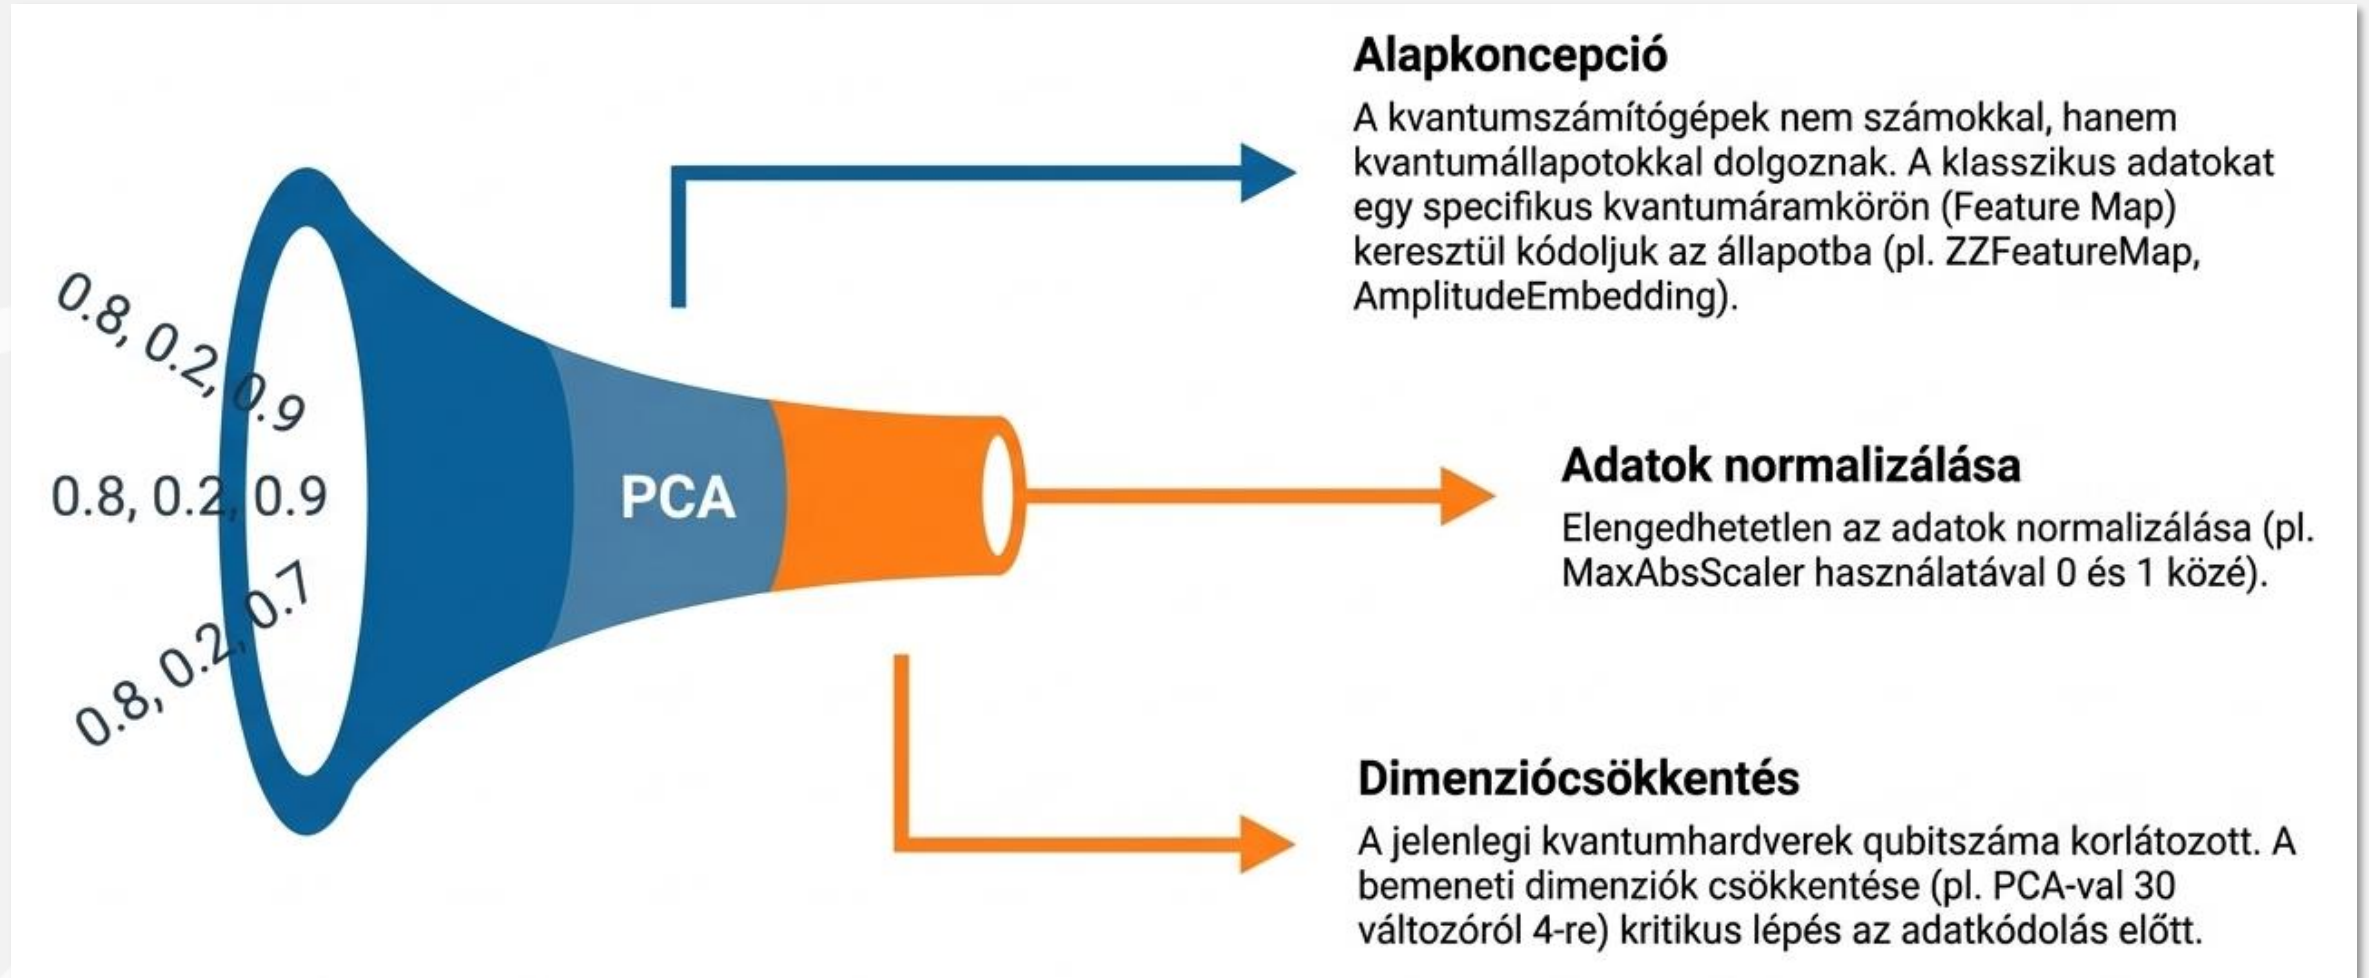 0.8, 0.2, 0.9
0.8, 0.2, 0.9
0.8, 0.2, 0.7
PCA
Alapkoncepció
A kvantumszámítógépek nem számokkal, hanem
kvantumállapotokkal dolgoznak. A klasszikus adatokat
egy specifikus kvantumáramkörön (Feature Map)
keresztül kódoljuk az állapotba (pl. ZZFeatureMap,
AmplitudeEmbedding).
Adatok normalizálása
Elengedhetetlen az adatok normalizálása (pl.
MaxAbsScaler használatával 0 és 1 közé).
Dimenziócsökkentés
A jelenlegi kvantumhardverek qubitszáma korlátozott. A
bemeneti dimenziók csökkentése (pl. PCA-val 30
változóról 4-re) kritikus lépés az adatkódolás előtt.